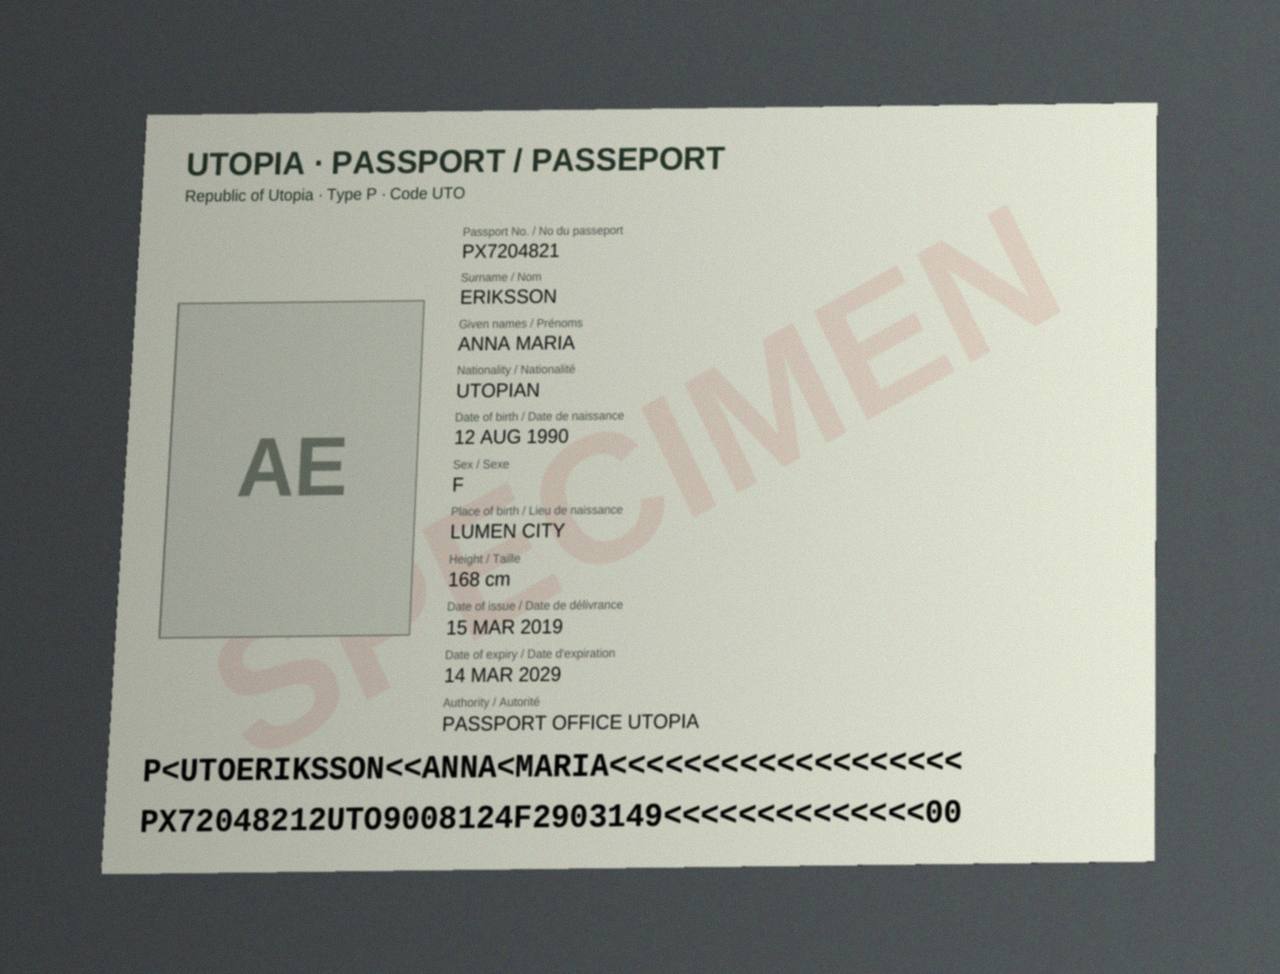 UTOPIA · PASSPORT / PASSEPORT
Republic of Utopia · Type P · Code UTO
Passport No. / No du passeport
PX7204821
Surname / Nom
ERIKSSON
Given names / Prénoms
ANNA MARIA
Nationality / Nationalité
UTOPIAN
Date of birth / Date de naissance
12 AUG 1990
Sex / Sexe
F
Place of birth / Lieu de naissance
LUMEN CITY
Height / Taille
168 cm
Date of issue / Date de délivrance
15 MAR 2019
Date of expiry / Date d'expiration
14 MAR 2029
Authority / Autorité
PASSPORT OFFICE UTOPIA
AE
SPECIMEN
P<UTOERIKSSON<<ANNA<MARIA<<<<<<<<<<<<<<<<<<<
PX72048212UTO9008124F2903149<<<<<<<<<<<<<<00